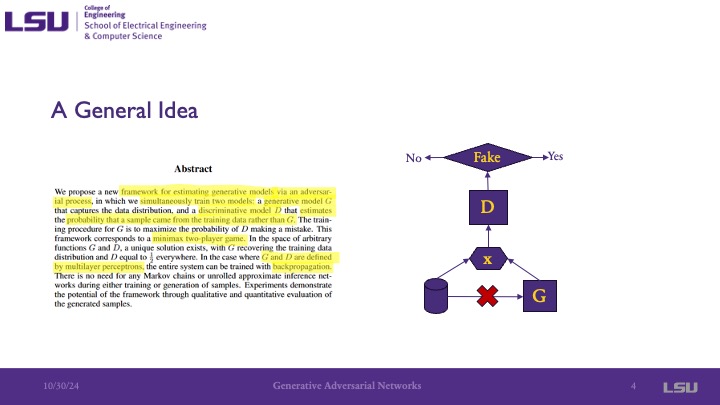 LSU
College of
Engineering
School of Electrical Engineering
& Computer Science
A General Idea
Abstract
We propose a new framework for estimating generative models via an adversar-
ial process, in which we simultaneously train two models: a generative model G
that captures the data distribution, and a discriminative model D that estimates
the probability that a sample came from the training data rather than G. The train-
ing procedure for G is to maximize the probability of D making a mistake. This
framework corresponds to a minimax two-player game. In the space of arbitrary
functions G and D, a unique solution exists, with G recovering the training data
distribution and D equal to ½ everywhere. In the case where G and D are defined
by multilayer perceptrons, the entire system can be trained with backpropagation.
There is no need for any Markov chains or unrolled approximate inference net-
works during either training or generation of samples. Experiments demonstrate
the potential of the framework through qualitative and quantitative evaluation of
the generated samples.
No
Fake
Yes
D
x
G
10/30/24
Generative Adversarial Networks
4
LSU